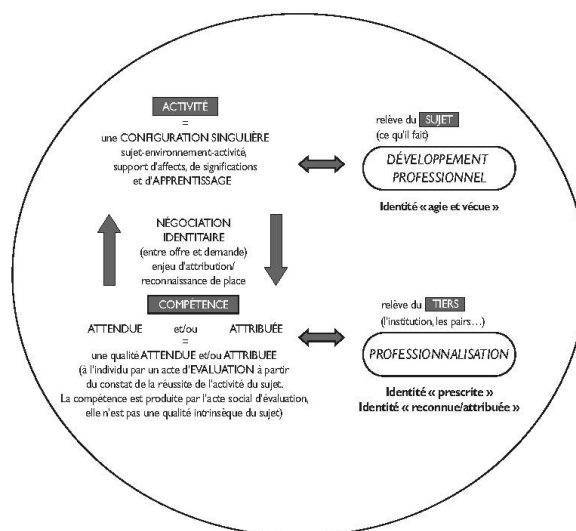 ACTIVITÉ
=
une CONFIGURATION SINGULIÈRE
sujet-environnement-activité,
support d'affects, de significations
et d'APPRENTISSAGE
relève du SUJET
(ce qu'il fait)
DÉVELOPPEMENT
PROFESSIONNEL
Identité « agie et vécue »
NÉGOCIATION
IDENTITAIRE
(entre offre et demande)
enjeu d'attribution/
reconnaissance de place
COMPÉTENCE
ATTENDUE et/ou ATTRIBUÉE
=
une qualité ATTENDUE et/ou ATTRIBUEE
(à l'individu par un acte d'EVALUATION à partir
du constat de la réussite de l'activité du sujet.
La compétence est produite par l'acte social d'évaluation,
elle n'est pas une qualité intrinsèque du sujet)
relève du TIERS
(l'institution, les pairs…)
PROFESSIONNALISATION
Identité « prescrite »
Identité « reconnue/attribuée »